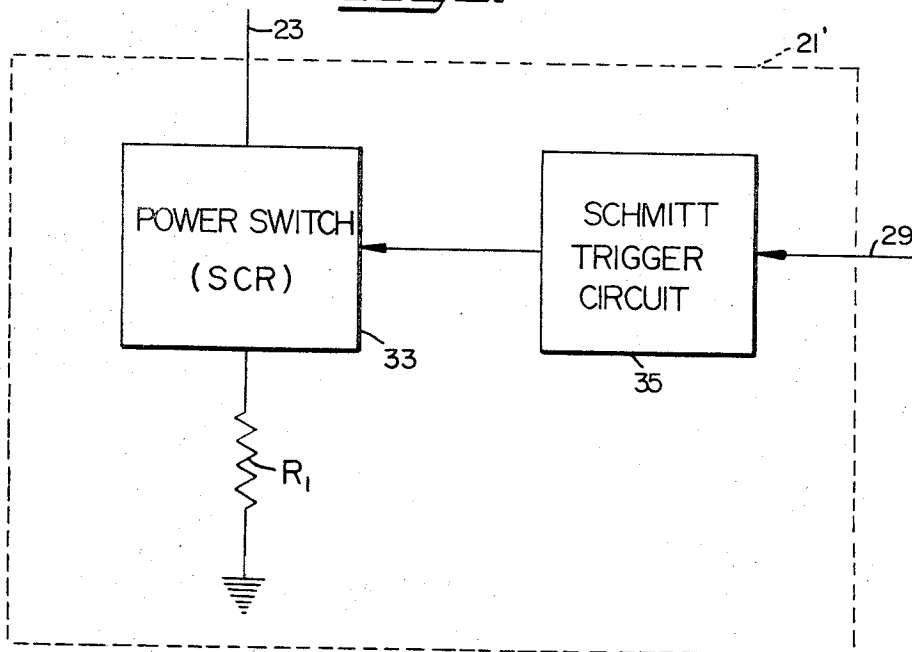 23
21'
POWER SWITCH
(SCR)
33
SCHMITT
TRIGGER
CIRCUIT
35
29
R₁